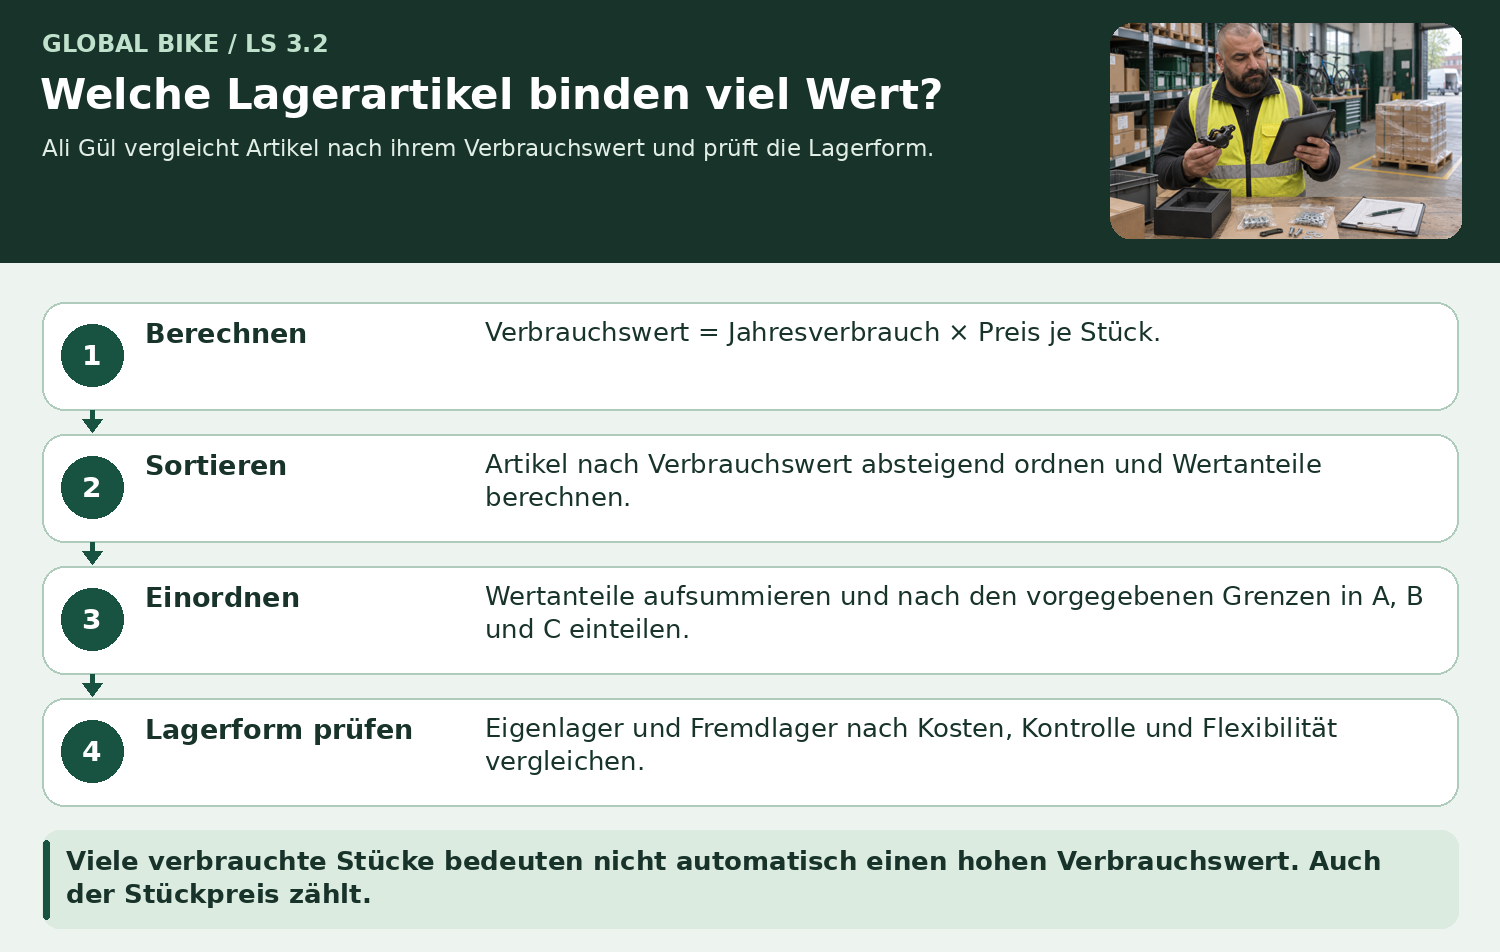 GLOBAL BIKE / LS 3.2
Welche Lagerartikel binden viel Wert?
Ali Gül vergleicht Artikel nach ihrem Verbrauchswert und prüft die Lagerform.
1
Berechnen
Verbrauchswert = Jahresverbrauch × Preis je Stück.
2
Sortieren
Artikel nach Verbrauchswert absteigend ordnen und Wertanteile
berechnen.
3
Einordnen
Wertanteile aufsummieren und nach den vorgegebenen Grenzen in A, B
und C einteilen.
4
Lagerform prüfen
Eigenlager und Fremdlager nach Kosten, Kontrolle und Flexibilität
vergleichen.
Viele verbrauchte Stücke bedeuten nicht automatisch einen hohen Verbrauchswert. Auch
der Stückpreis zählt.